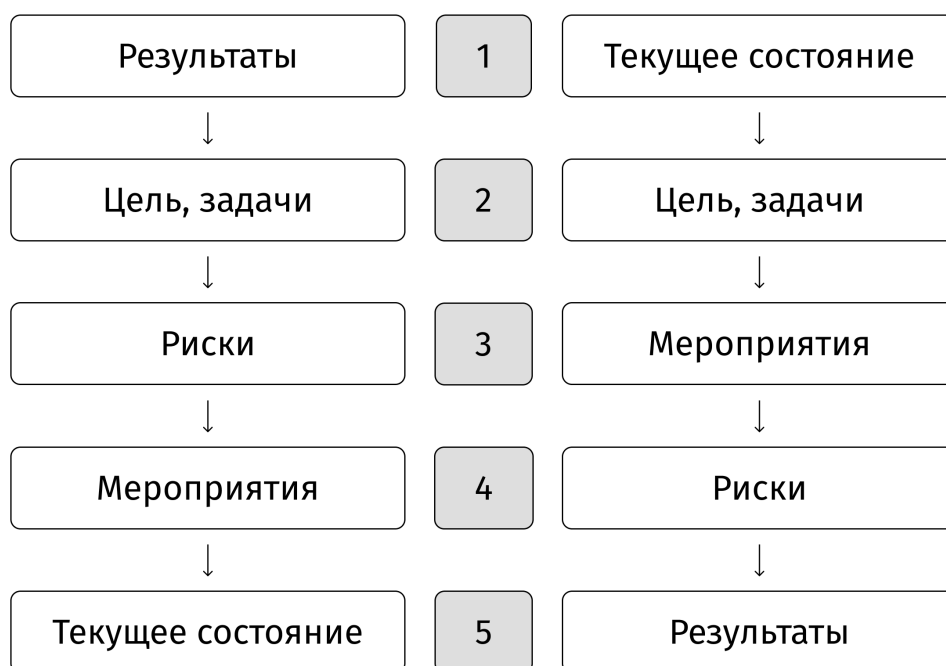 Результаты 1 Текущее состояние
Цель, задачи 2 Цель, задачи
Риски 3 Мероприятия
Мероприятия 4 Риски
Текущее состояние 5 Результаты